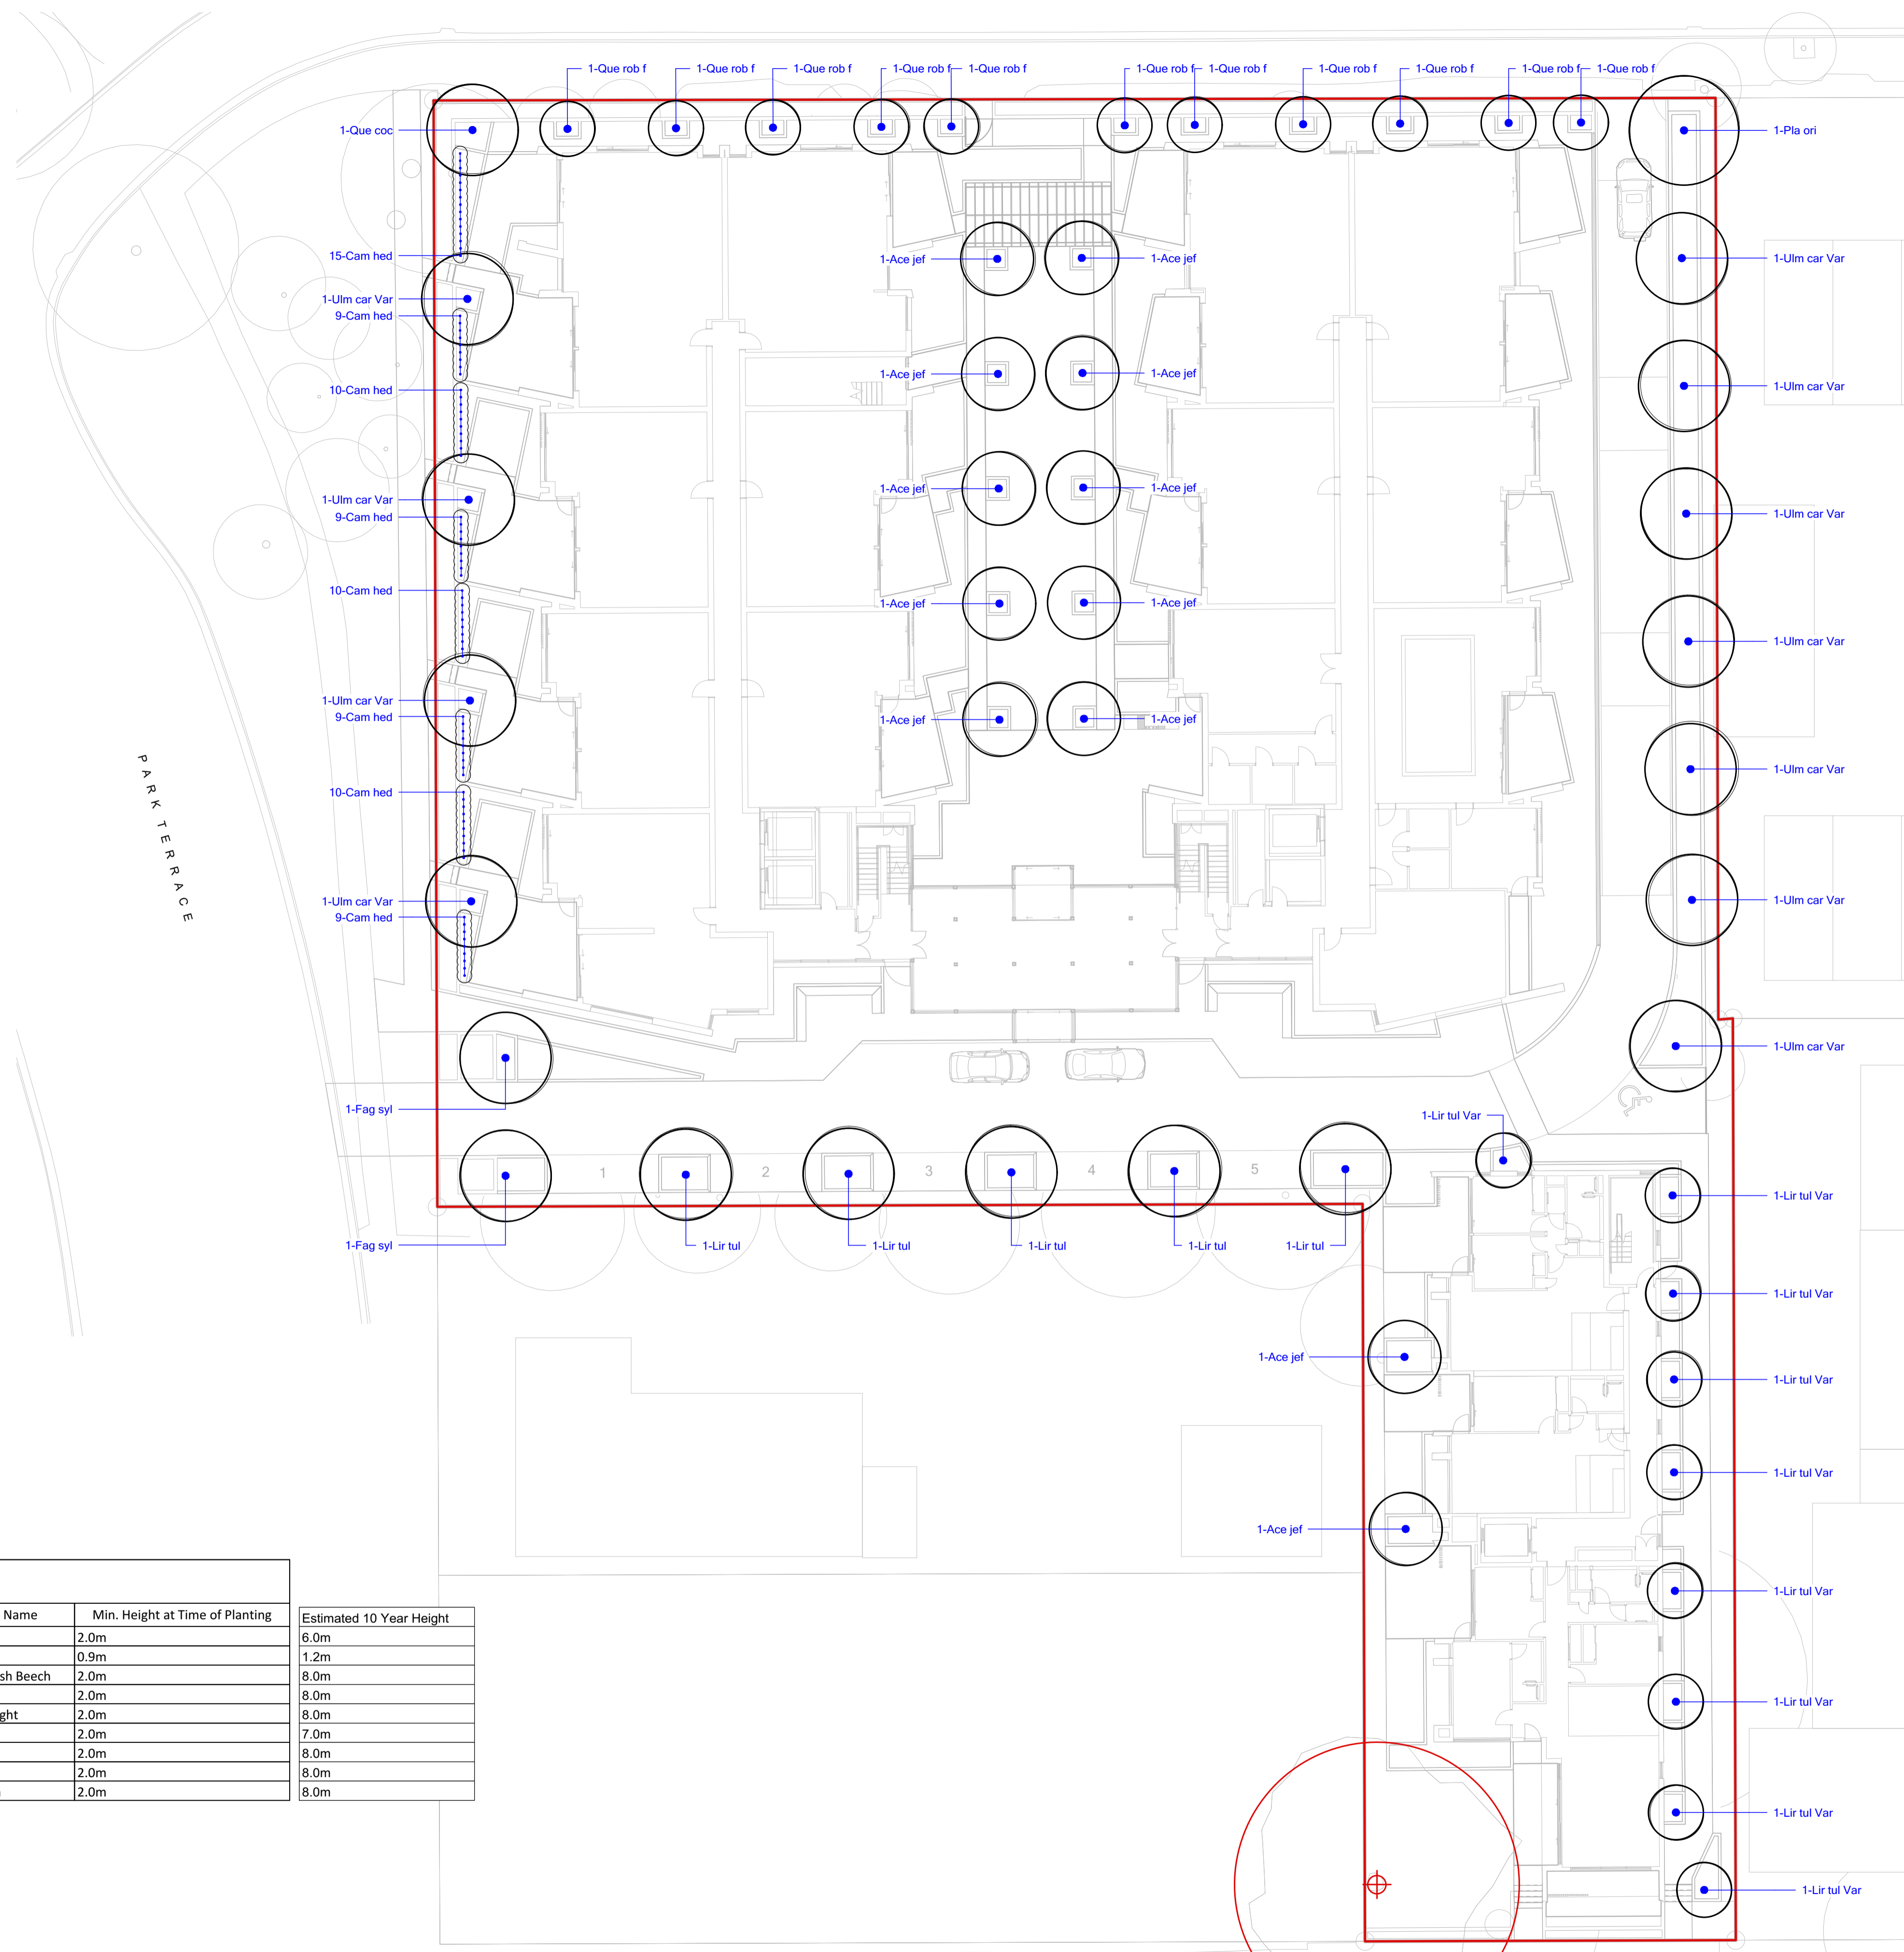 1-Que rob f 1-Que rob f 1-Que rob f 1-Que rob f 1-Que rob f 1-Que rob f 1-Que rob f 1-Que rob f 1-Que rob f 1-Que rob f 1-Que rob f
1-Que coc 1-Pla ori
15-Cam hed 1-Ace jef 1-Ace jef 1-Ulm car Var
1-Ulm car Var
9-Cam hed
1-Ace jef 1-Ace jef
10-Cam hed 1-Ulm car Var
1-Ace jef 1-Ace jef
1-Ulm car Var
9-Cam hed 1-Ulm car Var
10-Cam hed
1-Ace jef 1-Ace jef
1-Ulm car Var
1-Ulm car Var
9-Cam hed 1-Ace jef 1-Ace jef
1-Ulm car Var
10-Cam hed
PARK TERRACE
1-Ulm car Var 1-Ulm car Var
9-Cam hed
1-Ulm car Var
1-Fag syl
1-Lir tul Var
1 2 3 4 5
1-Lir tul Var
1-Fag syl 1-Lir tul 1-Lir tul 1-Lir tul 1-Lir tul 1-Lir tul
1-Lir tul Var
1-Ace jef
1-Lir tul Var
1-Lir tul Var
1-Ace jef
1-Lir tul Var
1-Lir tul Var
1-Lir tul Var
1-Lir tul Var
Name Min. Height at Time of Planting Estimated 10 Year Height
2.0m 6.0m
0.9m 1.2m
sh Beech 2.0m 8.0m
2.0m 8.0m
ght 2.0m 8.0m
2.0m 7.0m
2.0m 8.0m
2.0m 8.0m
2.0m 8.0m